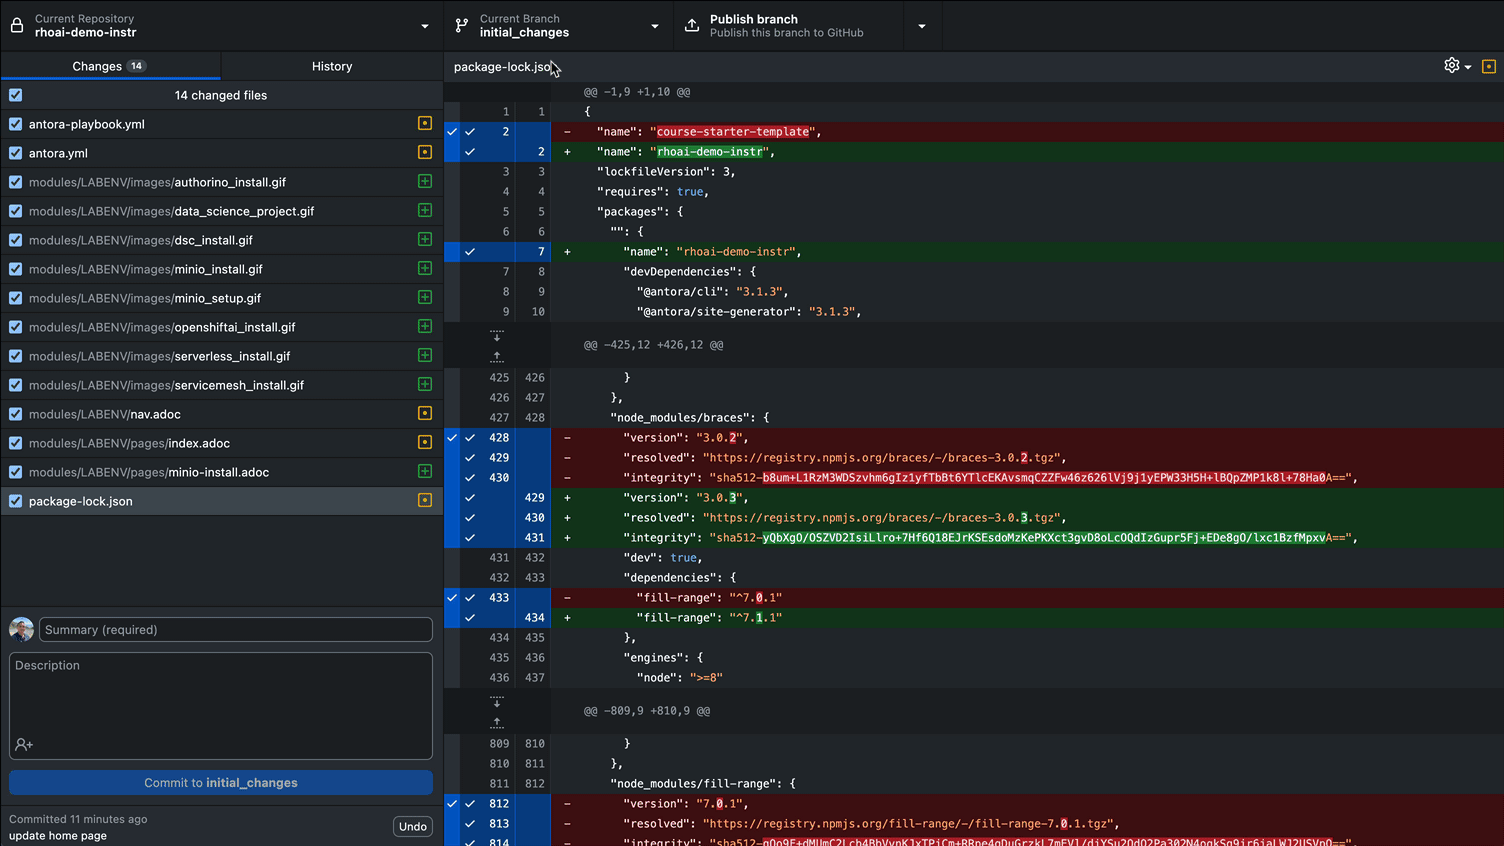 Current Repository
rhoai-demo-instr
Current Branch
initial_changes
Publish branch
Publish this branch to GitHub
Changes 14
History
14 changed files
antora-playbook.yml
antora.yml
modules/LABENV/images/authorino_install.gif
modules/LABENV/images/data_science_project.gif
modules/LABENV/images/dsc_install.gif
modules/LABENV/images/minio_install.gif
modules/LABENV/images/minio_setup.gif
modules/LABENV/images/openshiftai_install.gif
modules/LABENV/images/serverless_install.gif
modules/LABENV/images/servicemesh_install.gif
modules/LABENV/nav.adoc
modules/LABENV/pages/index.adoc
modules/LABENV/pages/minio-install.adoc
package-lock.json
Summary (required)
Description
Commit to initial_changes
Committed 11 minutes ago
update home page
Undo
package-lock.json
@@ -1,9 +1,10 @@
1 1 {
2 - "name": "course-starter-template",
2 + "name": "rhoai-demo-instr",
3 3 "lockfileVersion": 3,
4 4 "requires": true,
5 5 "packages": {
6 6 "": {
7 + "name": "rhoai-demo-instr",
7 8 "devDependencies": {
8 9 "@antora/cli": "3.1.3",
9 10 "@antora/site-generator": "3.1.3",
@@ -425,12 +426,12 @@
425 426 }
426 427 },
427 428 "node_modules/braces": {
428 - "version": "3.0.2",
429 - "resolved": "https://registry.npmjs.org/braces/-/braces-3.0.2.tgz",
430 - "integrity": "sha512-b8um+L1RzM3WDSzvhm6gIz1yfTbBt6YTlcEKAvsmqCZZFw46z626lVj9j1yEPW33H5H+lBQpZMP1k8l+78Ha0A==",
429 + "version": "3.0.3",
430 + "resolved": "https://registry.npmjs.org/braces/-/braces-3.0.3.tgz",
431 + "integrity": "sha512-yQbXgO/OSZVD2IsiLlro+7Hf6Q18EJrKSEsdoMzKePKXct3gvD8oLcOQdIzGupr5Fj+EDe8gO/lxc1BzfMpxvA==",
431 432 "dev": true,
432 433 "dependencies": {
433 - "fill-range": "^7.0.1"
434 + "fill-range": "^7.1.1"
434 435 },
435 436 "engines": {
436 437 "node": ">=8"
@@ -809,9 +810,9 @@
809 810 }
810 811 },
811 812 "node_modules/fill-range": {
812 - "version": "7.0.1",
813 - "resolved": "https://registry.npmjs.org/fill-range/-/fill-range-7.0.1.tgz",
814 - "integrity": "sha512-